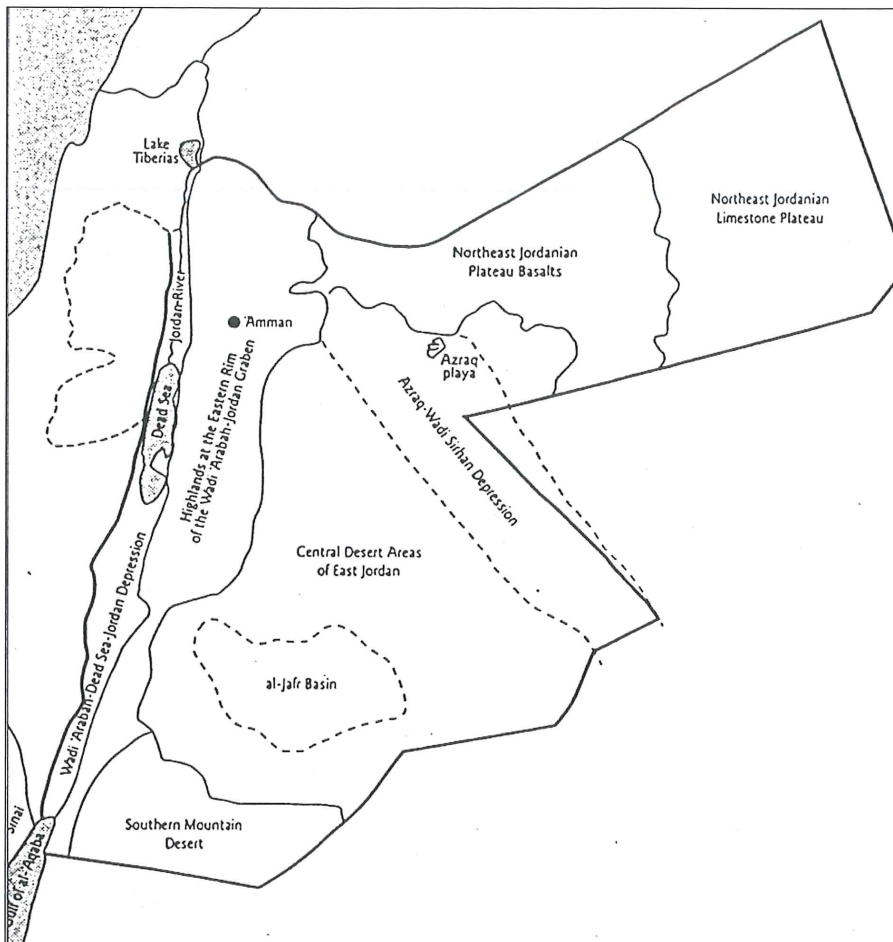 Lake
Tiberias
Northeast Jordanian
Limestone Plateau
Northeast Jordanian
Plateau Basalts
Jordan-River
'Amman
Azraq
playa
Dead Sea
Highlands at the Eastern Rim
of the Wadi 'Arabah-Jordan Graben
Azraq-Wadi Sirhan Depression
Central Desert Areas
of East Jordan
Wadi 'Arabah-Dead Sea-Jordan Depression
al-Jafr Basin
Southern Mountain
Desert
Sinai
Gulf of al-'Aqaba